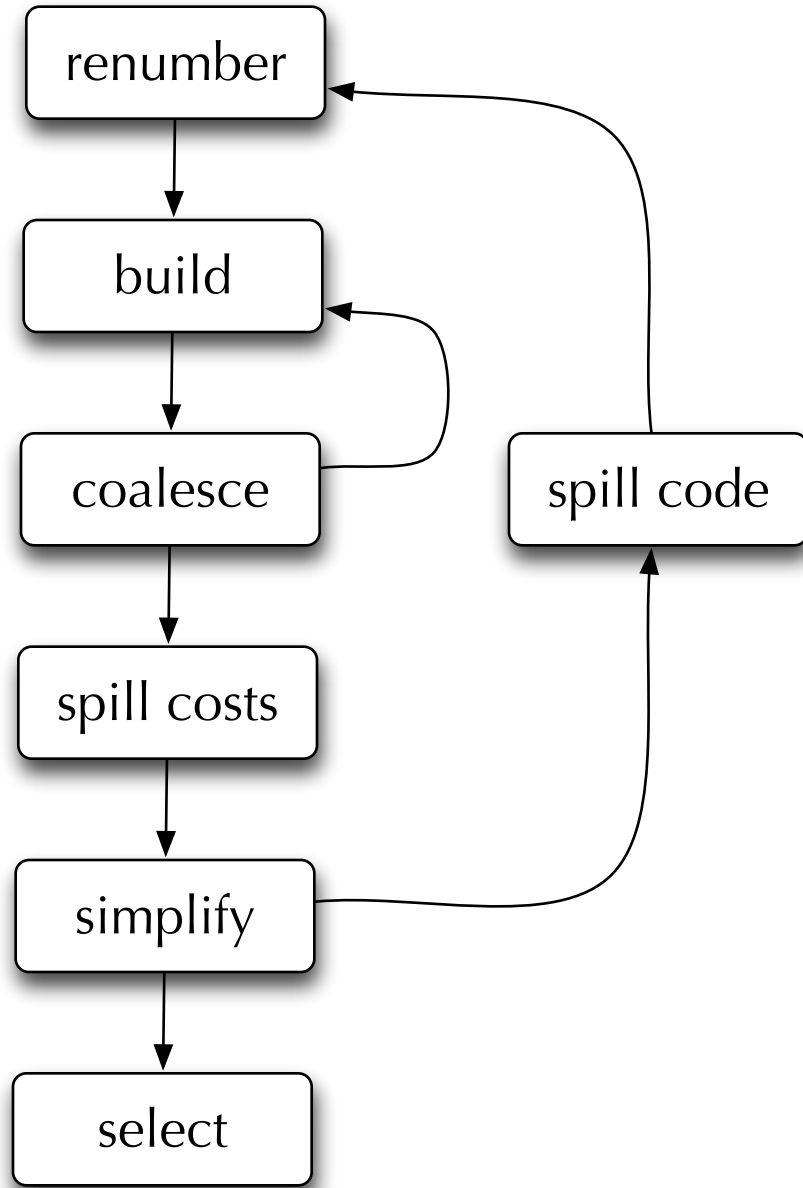 renumber
build
coalesce
spill code
spill costs
simplify
select